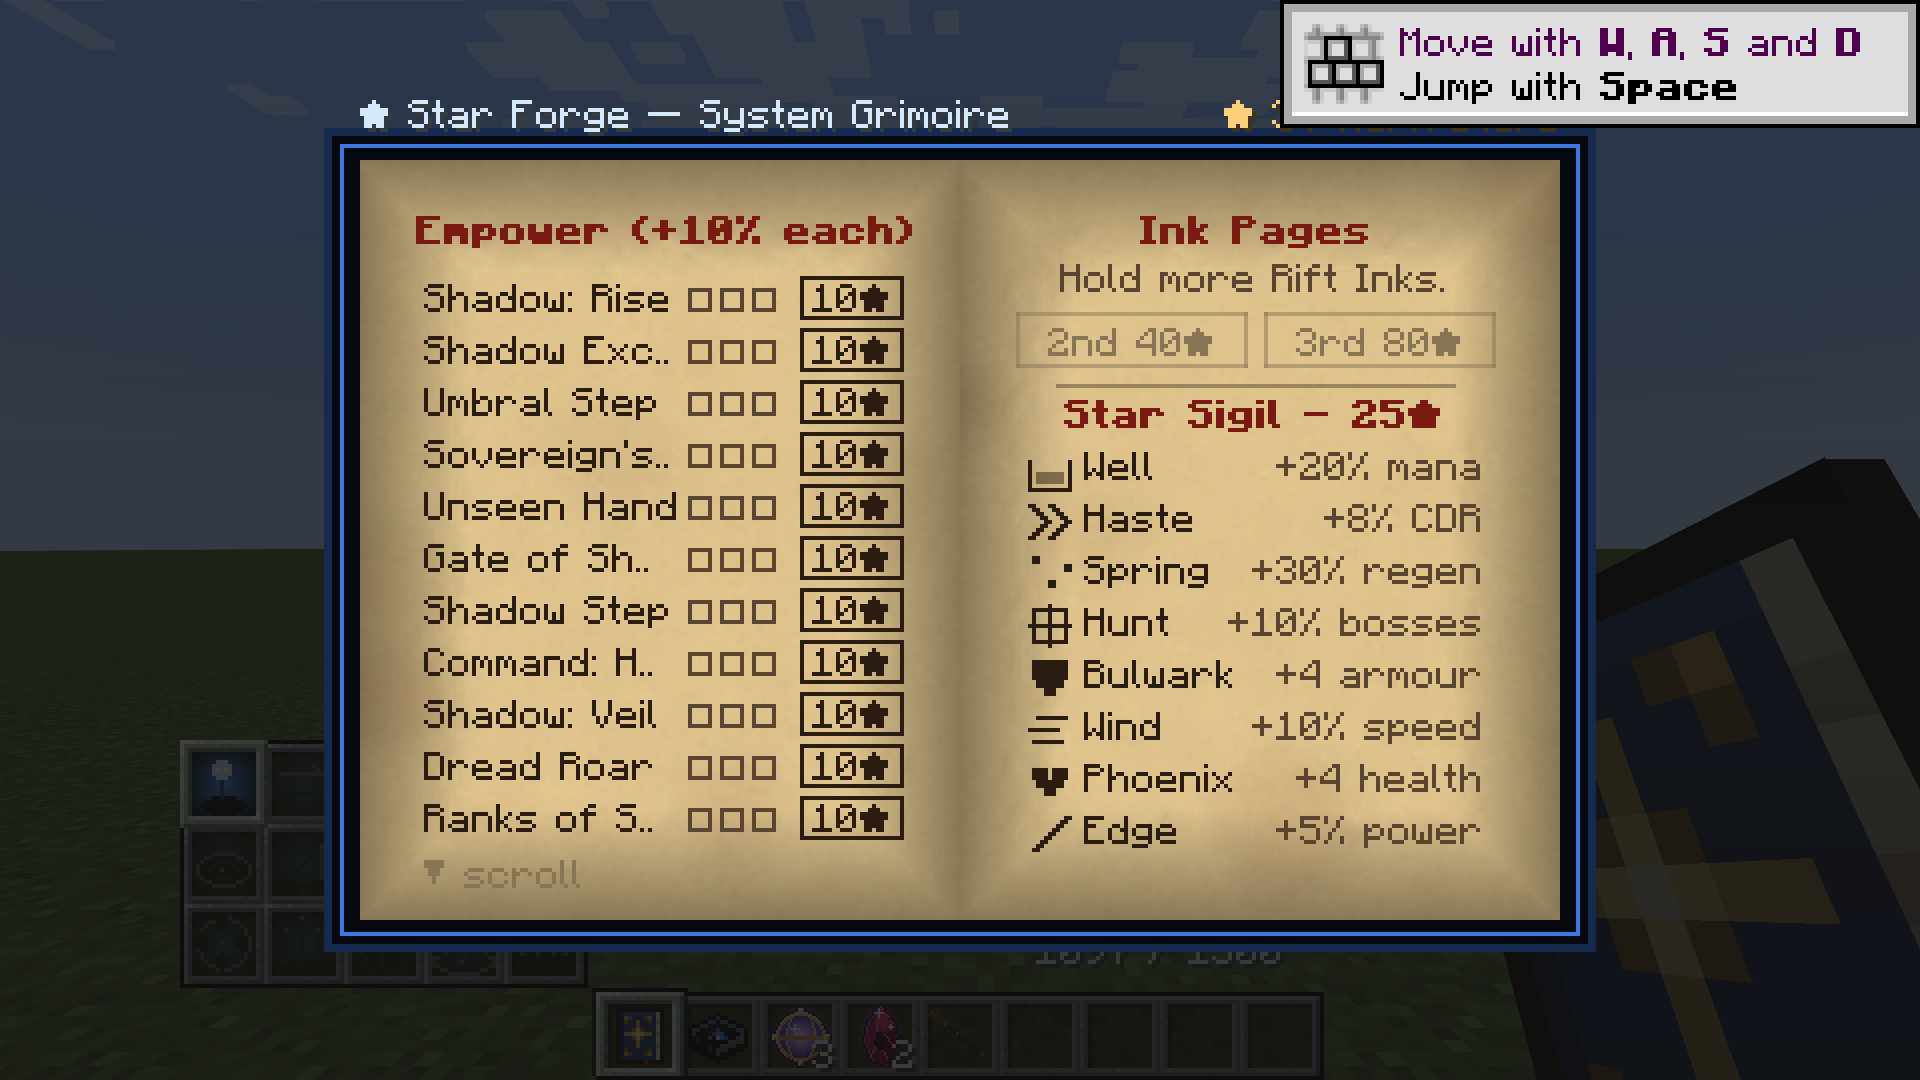 Move with W, A, S and D
Jump with Space
Star Forge — System Grimoire
Empower (+10% each)
Shadow: Rise 10
Shadow Exc.. 10
Umbral Step 10
Sovereign's.. 10
Unseen Hand 10
Gate of Sh.. 10
Shadow Step 10
Command: H.. 10
Shadow: Veil 10
Dread Roar 10
Ranks of S.. 10
scroll
Ink Pages
Hold more Rift Inks.
2nd 40 3rd 80
Star Sigil — 25
Well +20% mana
Haste +8% CDR
Spring +30% regen
Hunt +10% bosses
Bulwark +4 armour
Wind +10% speed
Phoenix +4 health
Edge +5% power
3 2